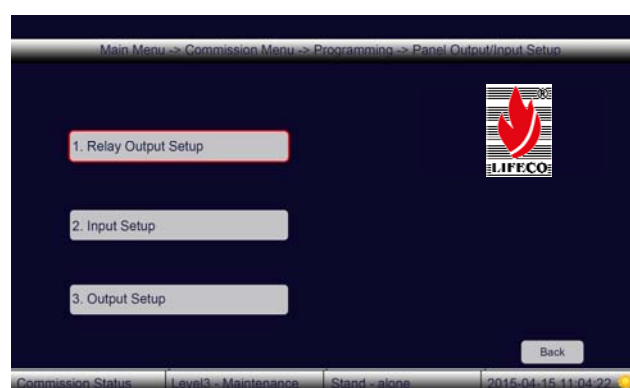 Main Menu -> Commission Menu -> Programming -> Panel Output/Input Setup
®
LIFECO
1. Relay Output Setup
2. Input Setup
3. Output Setup
Back
Commission Status Level3 - Maintenance Stand - alone 2015-04-15 11:04:22